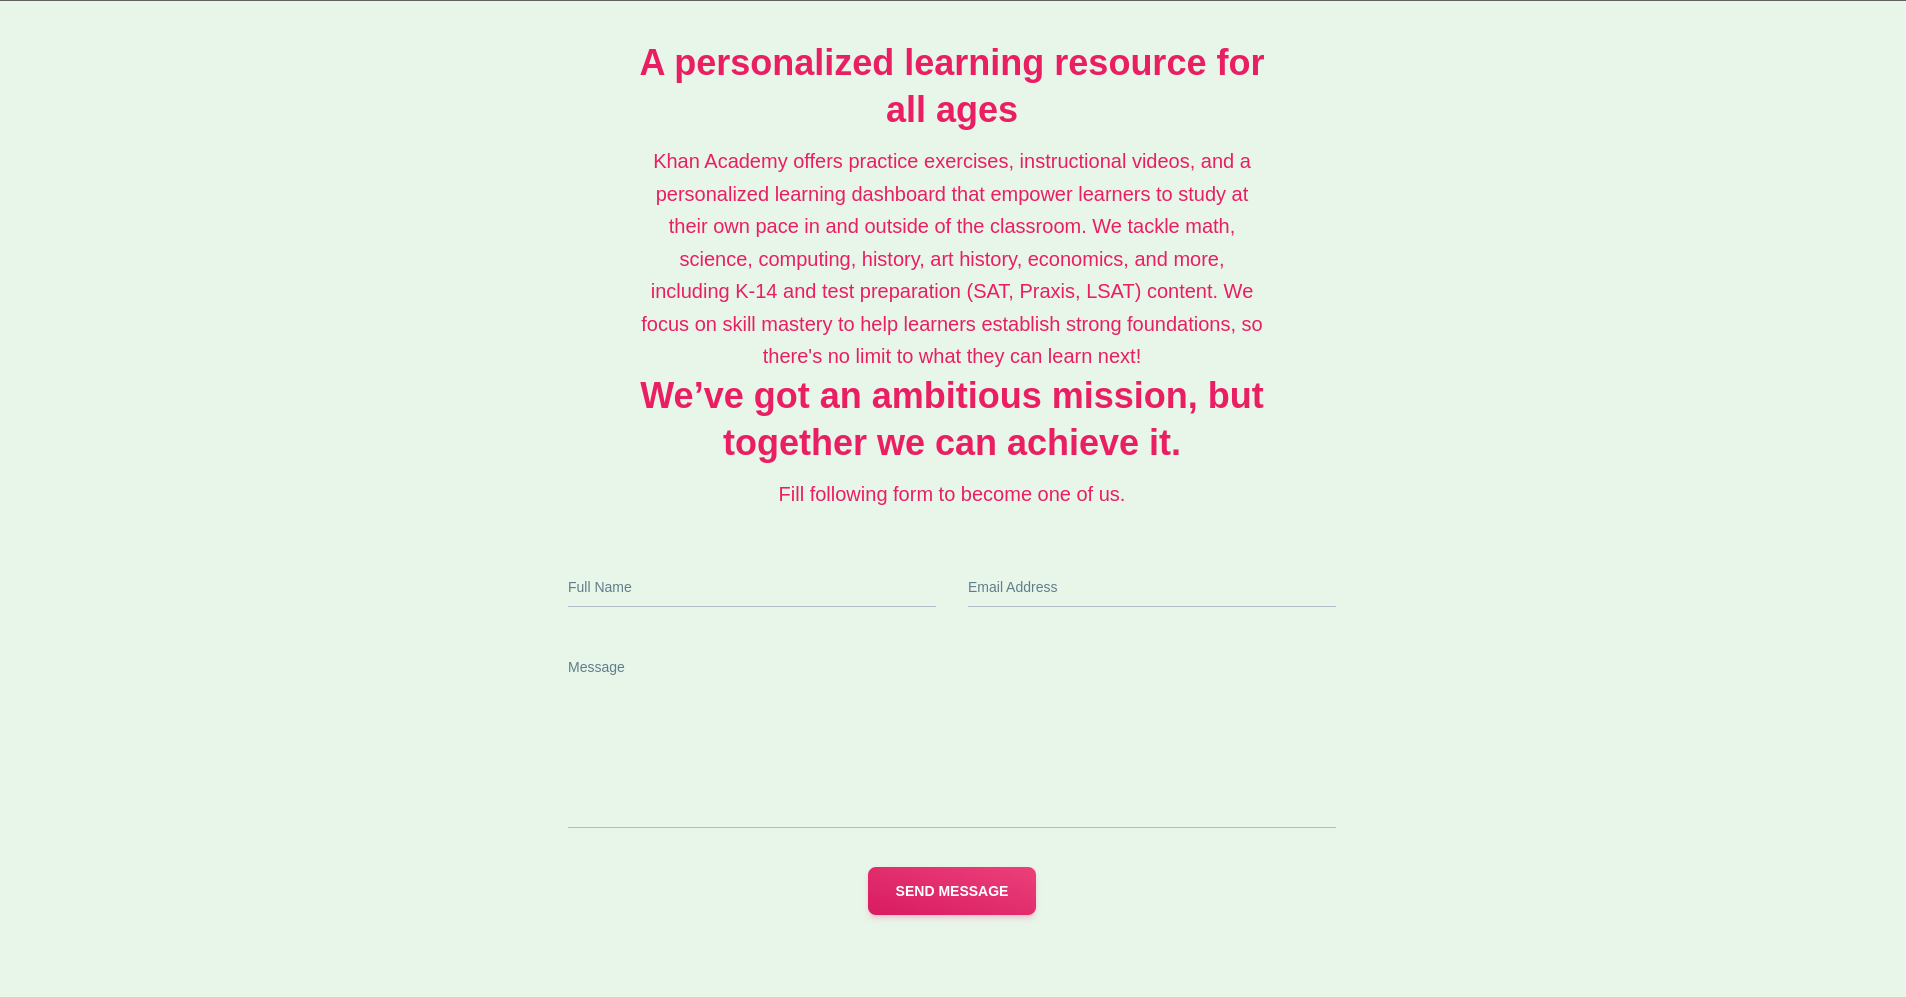 A personalized learning resource for
all ages
Khan Academy offers practice exercises, instructional videos, and a
personalized learning dashboard that empower learners to study at
their own pace in and outside of the classroom. We tackle math,
science, computing, history, art history, economics, and more,
including K-14 and test preparation (SAT, Praxis, LSAT) content. We
focus on skill mastery to help learners establish strong foundations, so
there's no limit to what they can learn next!
We’ve got an ambitious mission, but
together we can achieve it.
Fill following form to become one of us.
Full Name
Email Address
Message
SEND MESSAGE